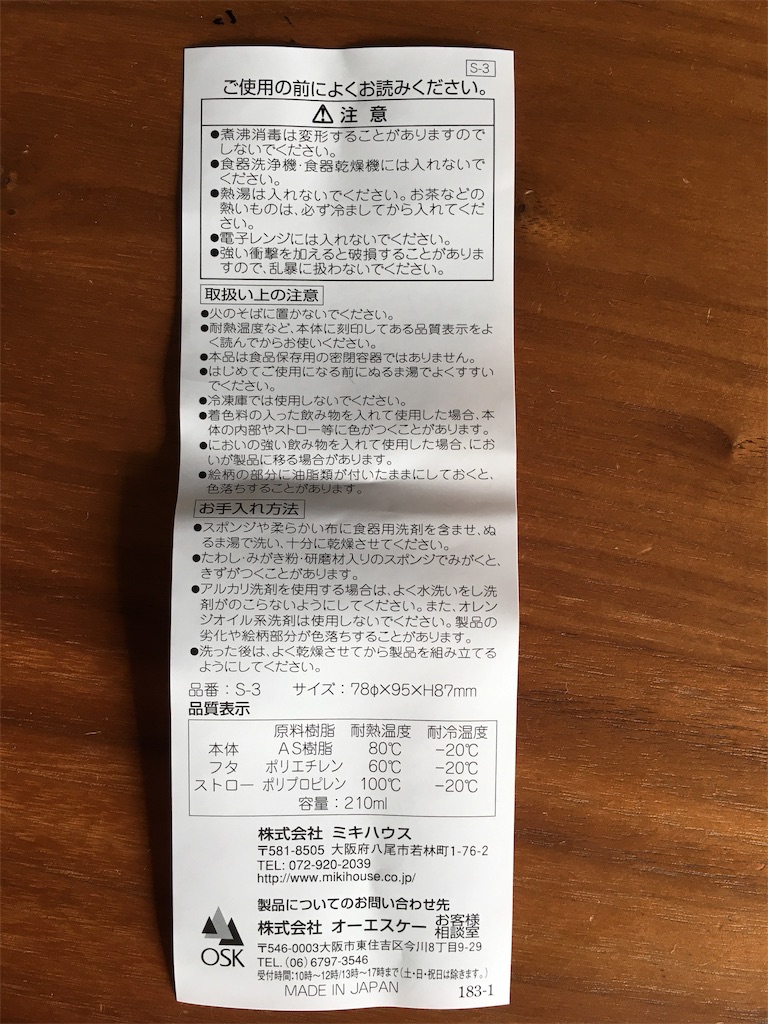 S-3
ご使用の前によくお読みください。
⚠ 注意
●煮沸消毒は変形することがありますので
しないでください。
●食器洗浄機・食器乾燥機には入れないで
ください。
●熱湯は入れないでください。お茶などの
熱いものは、必ず冷ましてから入れてくだ
さい。
●電子レンジには入れないでください。
●強い衝撃を加えると破損することがありま
すので、乱暴に扱わないでください。
取扱い上の注意
●火のそばに置かないでください。
●耐熱温度など、本体に刻印してある品質表示をよ
く読んでからお使いください。
●本品は食品保存用の密閉容器ではありません。
●はじめてご使用になる前にぬるま湯でよくすすい
でください。
●冷凍庫では使用しないでください。
●着色料の入った飲み物を入れて使用した場合、本
体の内部やストロー等に色がつくことがあります。
●においの強い飲み物を入れて使用した場合、にお
いが製品に移る場合があります。
●絵柄の部分に油脂類が付いたままにしておくと、
色落ちすることがあります。
お手入れ方法
●スポンジや柔らかい布に食器用洗剤を含ませ、ぬ
るま湯で洗い、十分に乾燥させてください。
●たわし・みがき粉・研磨材入りのスポンジでみがくと、
きずがつくことがあります。
●アルカリ洗剤を使用する場合は、よく水洗いをし洗
剤がのこらないようにしてください。また、オレン
ジオイル系洗剤は使用しないでください。製品の
劣化や絵柄部分が色落ちすることがあります。
●洗った後は、よく乾燥させてから製品を組み立てる
ようにしてください。
品番：S-3 サイズ：78φ×95×H87mm
品質表示
原料樹脂 耐熱温度 耐冷温度
本体 AS樹脂 80℃ −20℃
フタ ポリエチレン 60℃ −20℃
ストロー ポリプロピレン 100℃ −20℃
容量：210ml
株式会社 ミキハウス
〒581-8505 大阪府八尾市若林町1-76-2
TEL: 072-920-2039
http://www.mikihouse.co.jp/
製品についてのお問い合わせ先
株式会社 オーエスケー お客様相談室
OSK
〒546-0003大阪市東住吉区今川8丁目9-29
TEL.(06)6797-3546
受付時間:10時〜12時/13時〜17時まで(土・日・祝日は除きます。)
MADE IN JAPAN 183-1